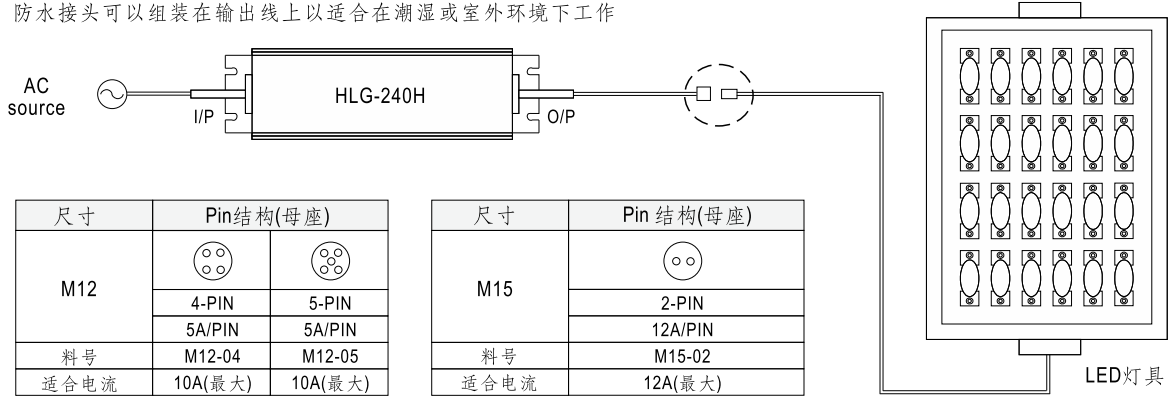 防水接头可以组装在输出线上以适合在潮湿或室外环境下工作
AC
source
I/P
HLG-240H
O/P
LED灯具
尺寸 Pin结构(母座)
M12
4-PIN 5-PIN
5A/PIN 5A/PIN
料号 M12-04 M12-05
适合电流 10A(最大) 10A(最大)
尺寸 Pin 结构(母座)
M15
2-PIN
12A/PIN
料号 M15-02
适合电流 12A(最大)